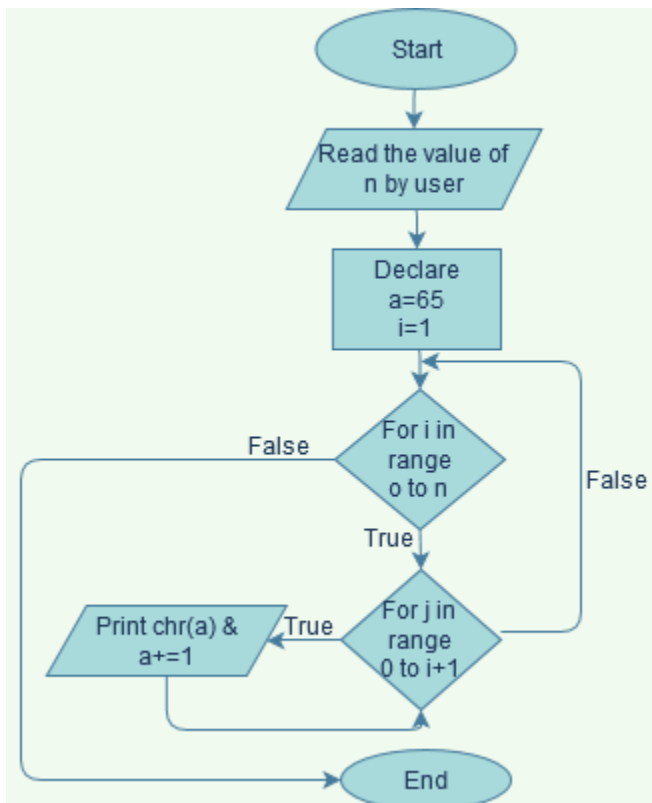 Start
Read the value of
n by user
Declare
a=65
i=1
For i in
range
o to n
False
True
False
For j in
range
0 to i+1
True
Print chr(a) &
a+=1
End